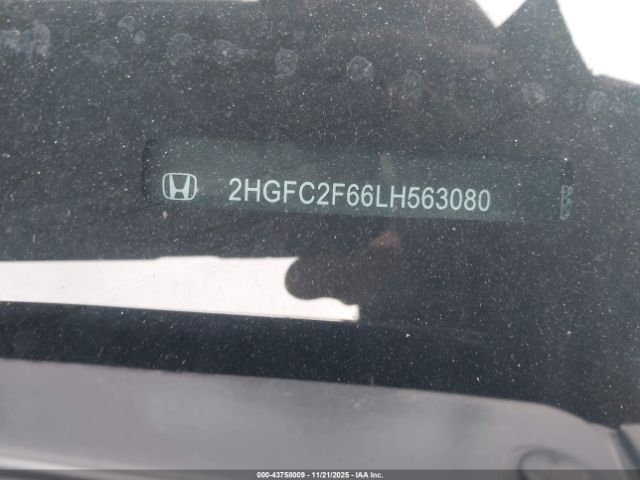 2HGFC2F66LH563080
000-43758009 - 11/21/2025 - IAA, Inc.